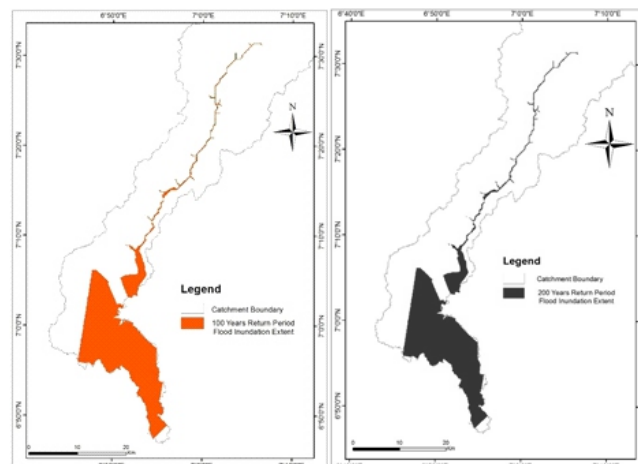 6°50'0"E 7°0'0"E 7°10'0"E
7°30'0"N
7°20'0"N
7°10'0"N
7°0'0"N
6°50'0"N
N
Legend
Catchment Boundary
100 Years Return Period
Flood Inundation Extent
0 10 20
Km
6°40'0"E 6°50'0"E 7°0'0"E 7°10'0"E
7°30'0"N
7°20'0"N
7°10'0"N
7°0'0"N
6°50'0"N
N
Legend
Catchment Boundary
200 Years Return Period
Flood Inundation Extent
0 10 20
Km